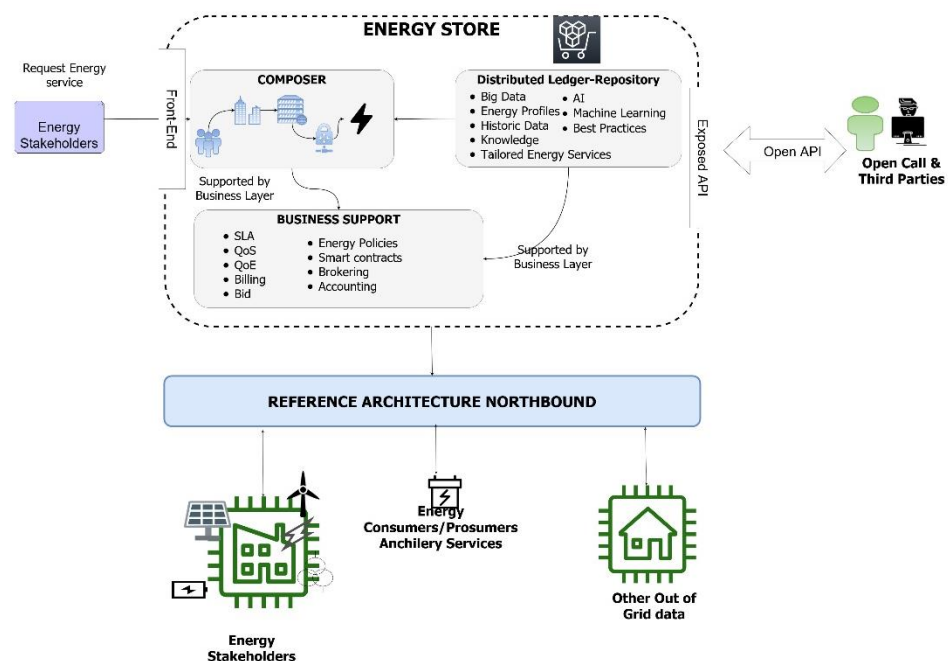 ENERGY STORE
Request Energy
service
Energy
Stakeholders
Front-End
COMPOSER
Distributed Ledger-Repository
• Big Data
• Energy Profiles
• Historic Data
• Knowledge
• Tailored Energy Services
• AI
• Machine Learning
• Best Practices
Exposed API
Open API
Open Call &
Third Parties
Supported by
Business Layer
BUSINESS SUPPORT
• SLA
• QoS
• QoE
• Billing
• Bid
• Energy Policies
• Smart contracts
• Brokering
• Accounting
Supported by
Business Layer
REFERENCE ARCHITECTURE NORTHBOUND
Energy
Stakeholders
Energy
Consumers/Prosumers
Anchilery Services
Other Out of
Grid data